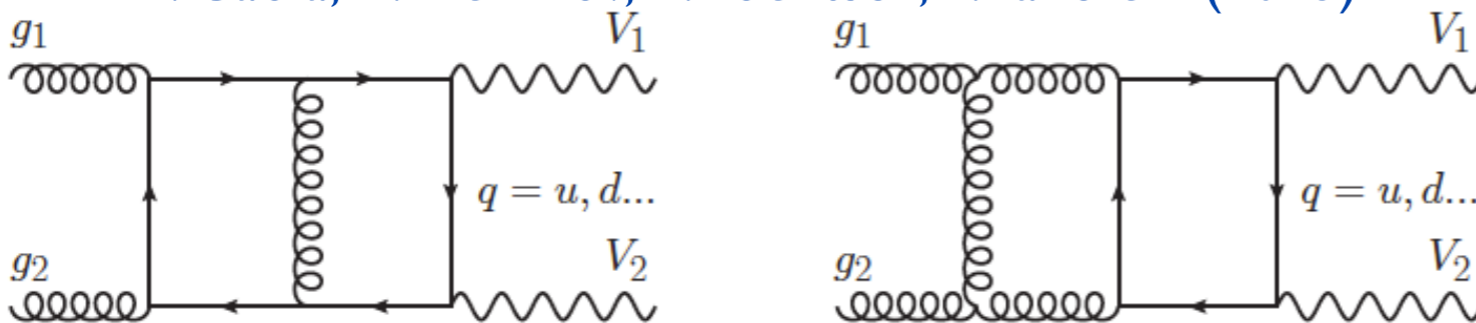 g1 V1 g1 V1
q = u, d... q = u, d...
g2 V2 g2 V2